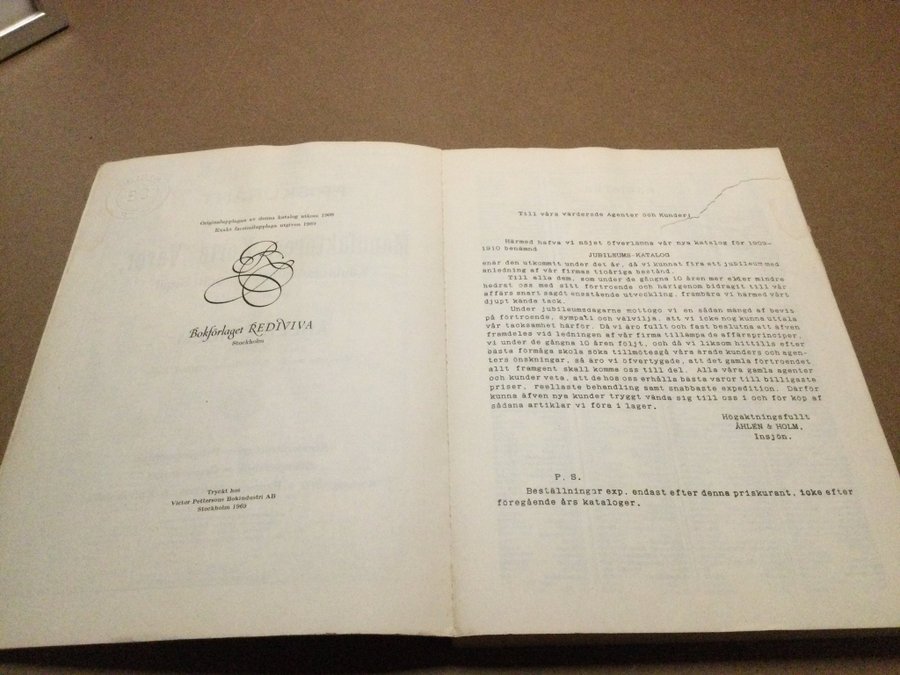 Originalupplagan av denna katalog utkom 1909
Exakt facsimilupplaga utgiven 1969
Bokförlaget REDIVIVA
Stockholm
Tryckt hos
Victor Pettersons Bokindustri AB
Stockholm 1969
Till våra värderade Agenter och Kunder!
Härmed hafva vi nöjet öfverlämna vår nya katalog för 1909-
1910 benämnd
JUBILEUMS-KATALOG
enär den utkommit under det år, då vi kunnat fira ett jubileum med
anledning af vår firmas tioåriga bestånd.
Till alla dem, som under de gångna 10 åren mer eller mindre
hedrat oss med sitt förtroende och härigenom bidragit till vår
affärs snart sagdt enastående utveckling, frambära vi härmed vårt
djupt kända tack.
Under jubileumsdagarne mottogo vi en sådan mängd af bevis
på förtroende, sympati och välvilja, att vi icke nog kunna uttala
vår tacksamhet härför. Då vi äro fullt och fast beslutna att äfven
framdeles vid ledningen af vår firma tillämpa de affärsprinciper,
vi under de gångna 10 åren följt, och då vi liksom hittills efter
bästa förmåga skola söka tillmötesgå våra ärade kunders och agen-
ters önskningar, så äro vi öfvertygade, att det gamla förtroendet
allt framgent skall komma oss till del. Alla våra gamla agenter
och kunder veta, att de hos oss erhålla bästa varor till billigaste
priser, reellaste behandling samt snabbaste expedition. Därför
kunna äfven nya kunder tryggt vända sig till oss i och för köp af
sådana artiklar vi föra i lager.
Högaktningsfullt
ÅHLÉN & HOLM,
Insjön.
P. S.
Beställningar exp. endast efter denna priskurant, icke efter
föregående års kataloger.